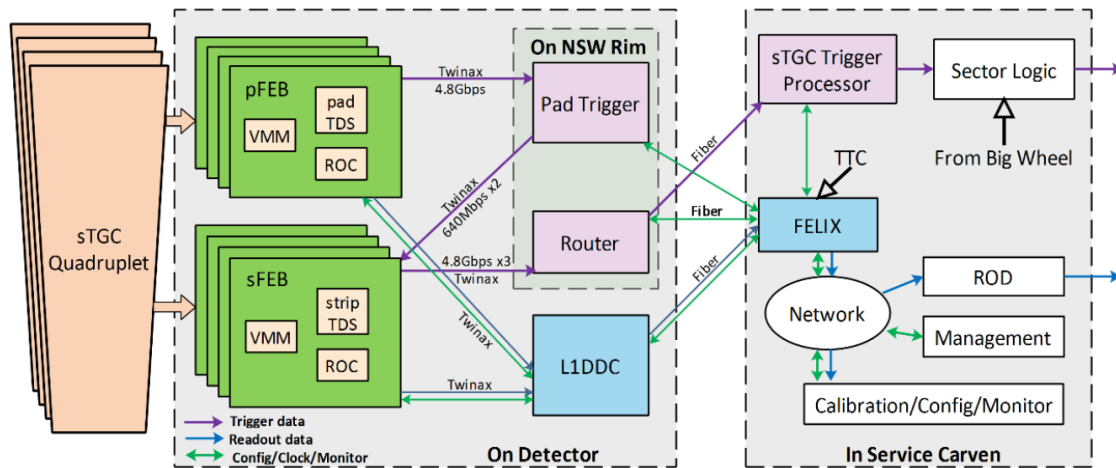 sTGC
Quadruplet
pFEB
pad
TDS
VMM
ROC
sFEB
strip
TDS
VMM
ROC
Twinax
4.8Gbps
Twinax
640Mbps x2
4.8Gbps x3
Twinax
Twinax
Twinax
On NSW Rim
Pad Trigger
Router
L1DDC
Fiber
Fiber
Fiber
Trigger data
Readout data
Config/Clock/Monitor
On Detector
sTGC Trigger
Processor
Sector Logic
From Big Wheel
TTC
FELIX
Network
ROD
Management
Calibration/Config/Monitor
In Service Carven